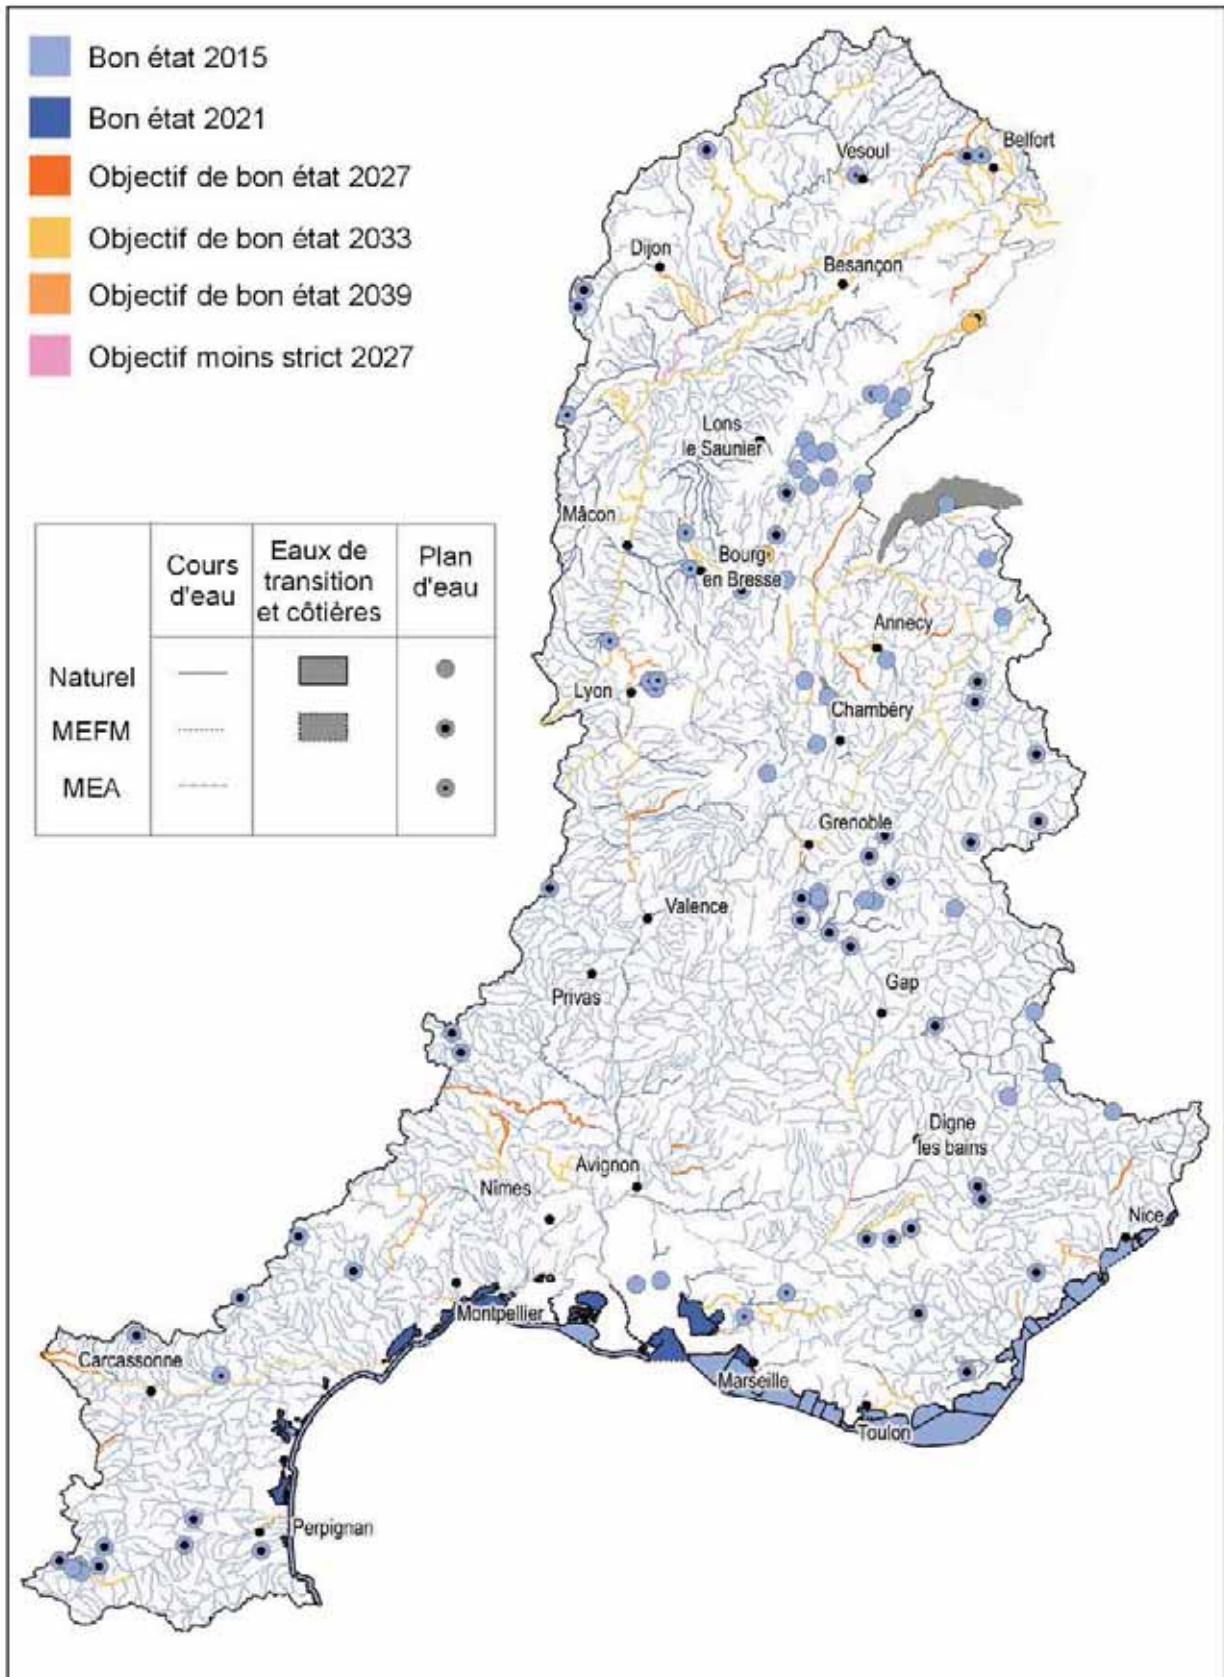 Bon état 2015
Bon état 2021
Objectif de bon état 2027
Objectif de bon état 2033
Objectif de bon état 2039
Objectif moins strict 2027
Cours
d'eau
Eaux de
transition
et côtières
Plan
d'eau
Naturel
MEFM
MEA
Belfort
Vesoul
Dijon
Besançon
Lons
le Saunier
Mâcon
Bourg
en Bresse
Annecy
Lyon
Chambéry
Grenoble
Valence
Privas
Gap
Digne
les bains
Avignon
Nîmes
Nice
Montpellier
Carcassonne
Marseille
Toulon
Perpignan